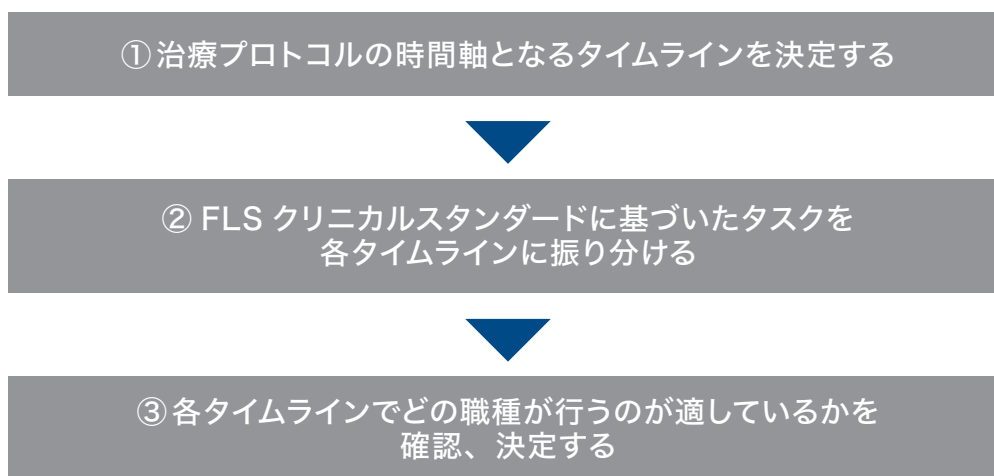 ①治療プロトコルの時間軸となるタイムラインを決定する
② FLS クリニカルスタンダードに基づいたタスクを
各タイムラインに振り分ける
③各タイムラインでどの職種が行うのが適しているかを
確認、決定する